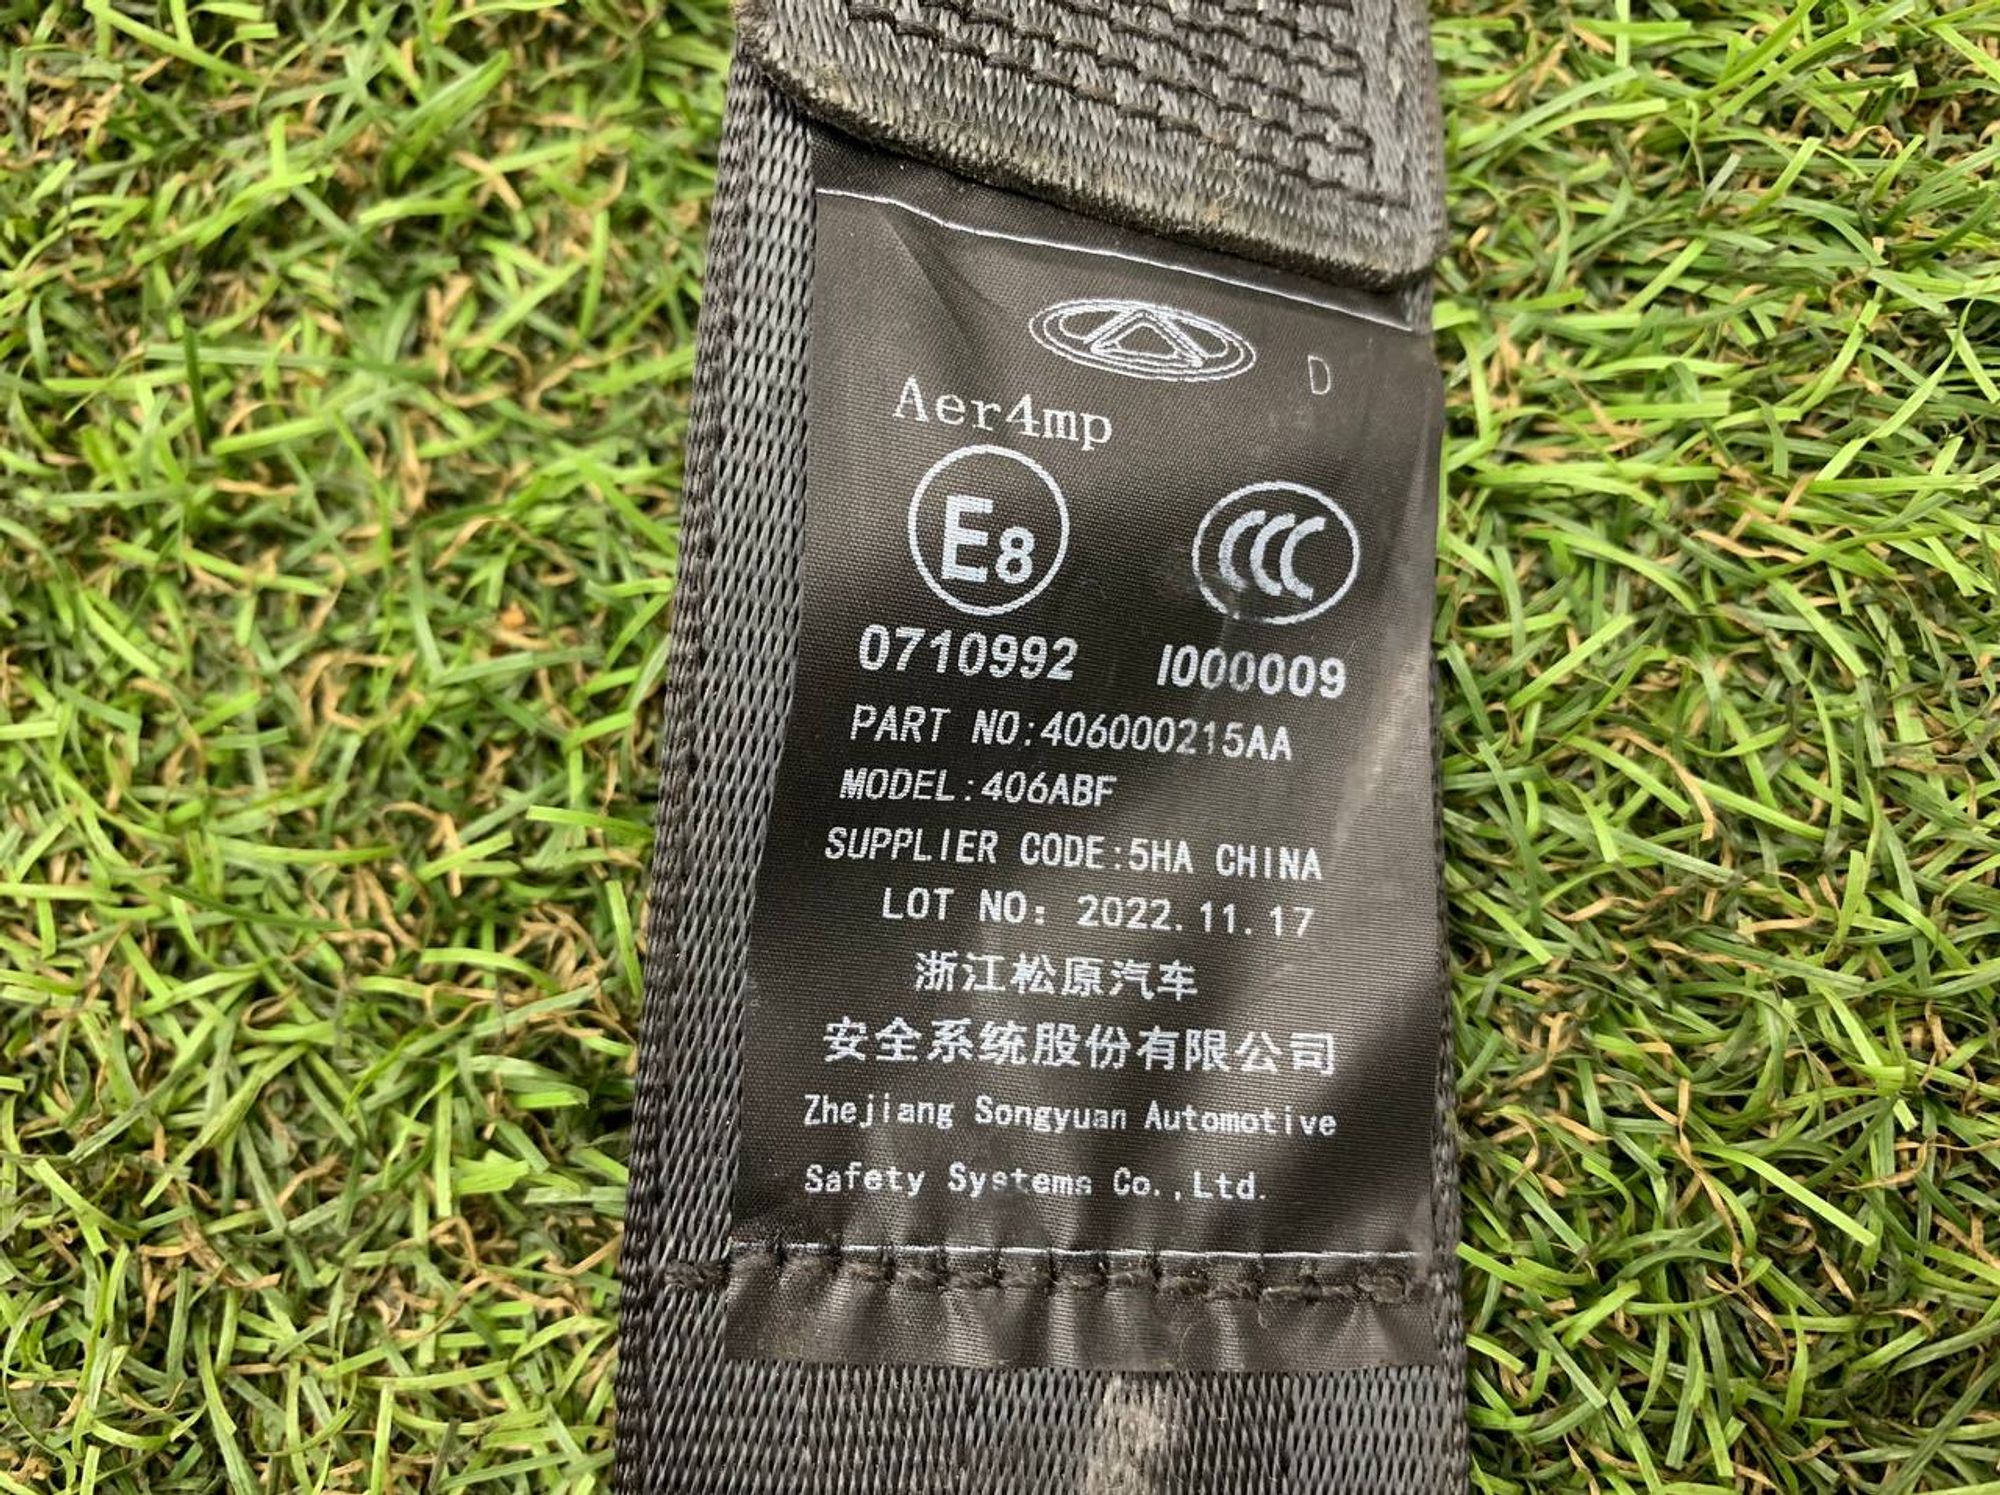 D
Aer4mp
E8 CCC
0710992 I000009
PART NO:406000215AA
MODEL:406ABF
SUPPLIER CODE:5HA CHINA
LOT NO: 2022.11.17
浙江松原汽车
安全系统股份有限公司
Zhejiang Songyuan Automotive
Safety Systems Co.,Ltd.